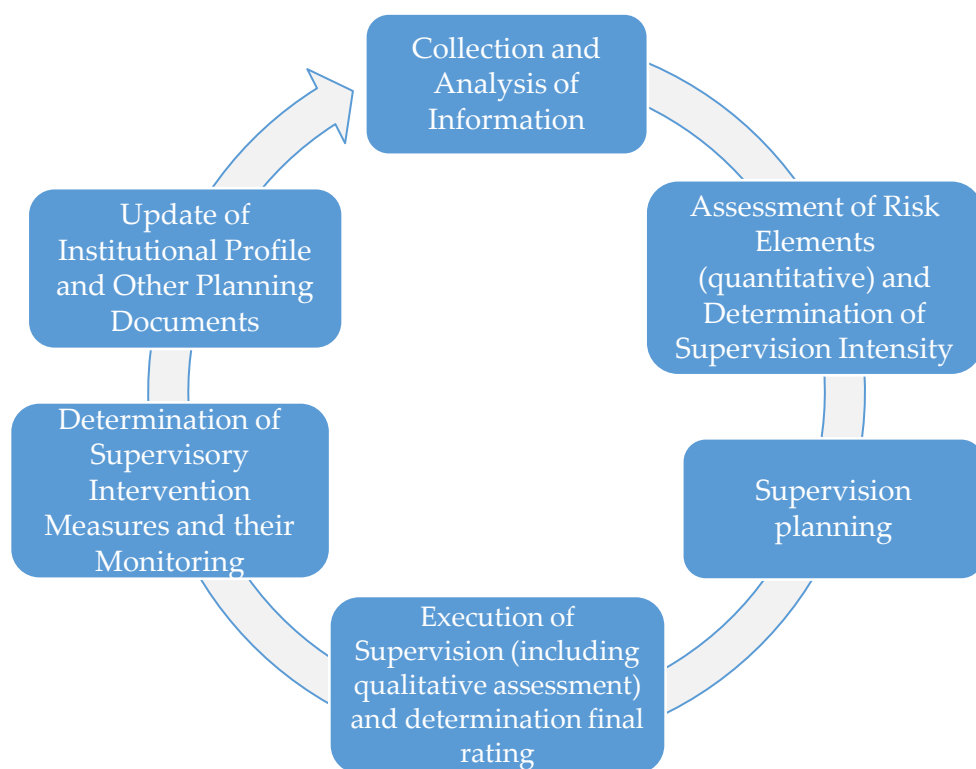 Collection and
Analysis of
Information
Assessment of Risk
Elements
(quantitative) and
Determination of
Supervision Intensity
Supervision
planning
Execution of
Supervision (including
qualitative assessment)
and determination final
rating
Determination of
Supervisory
Intervention
Measures and their
Monitoring
Update of
Institutional Profile
and Other Planning
Documents